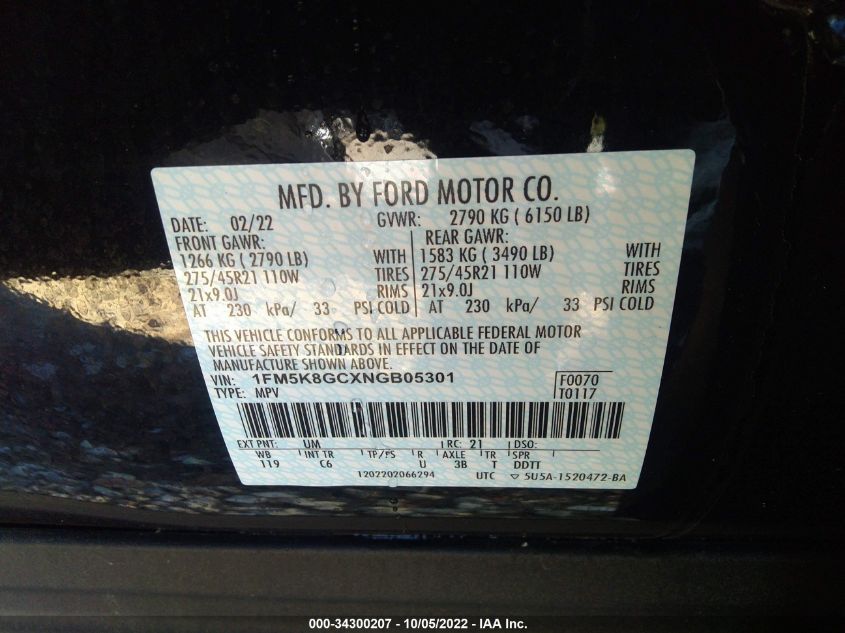 MFD. BY FORD MOTOR CO.
DATE: 02/22 GVWR: 2790 KG ( 6150 LB)
FRONT GAWR: REAR GAWR:
1266 KG ( 2790 LB) WITH 1583 KG ( 3490 LB) WITH
275/45R21 110W TIRES 275/45R21 110W TIRES
21x9.0J RIMS 21x9.0J RIMS
AT 230 kPa/ 33 PSI COLD AT 230 kPa/ 33 PSI COLD
THIS VEHICLE CONFORMS TO ALL APPLICABLE FEDERAL MOTOR
VEHICLE SAFETY STANDARDS IN EFFECT ON THE DATE OF
MANUFACTURE SHOWN ABOVE.
VIN: 1FM5K8GCXNGB05301 F0070
TYPE: MPV T0117
EXT PNT: UM RC: 21 DSO:
WB INT TR TP/PS R AXLE TR SPR
119 C6 U 3B T DDTT
1202202066294 UTC ▽ 5U5A-1520472-BA
000-34300207 - 10/05/2022 - IAA Inc.